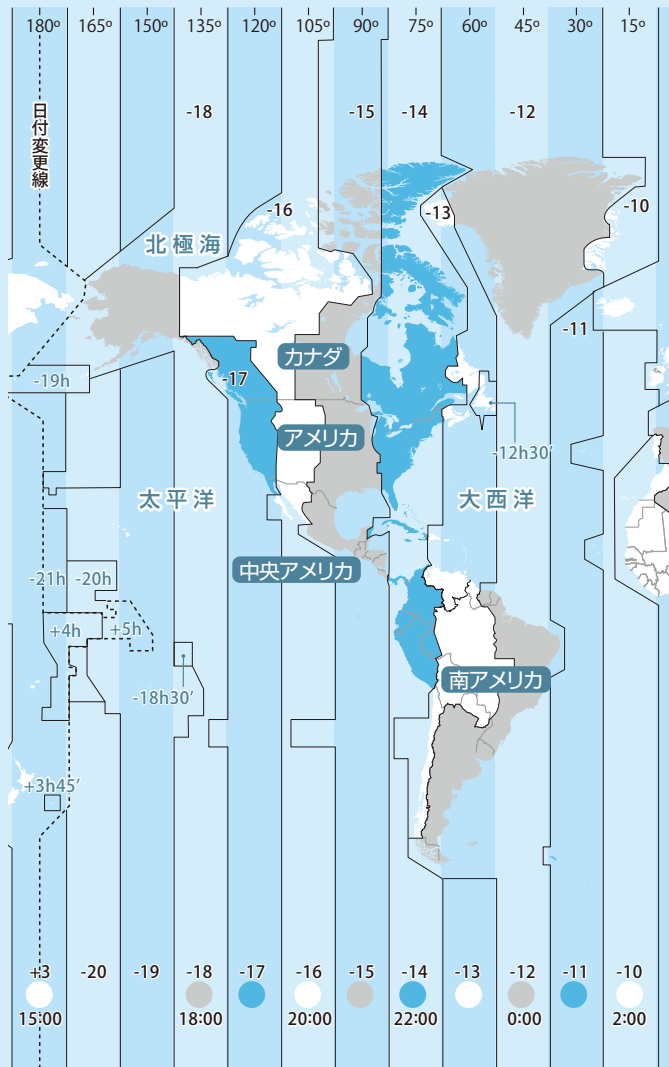 180º 165º 150º 135º 120º 105º 90º 75º 60º 45º 30º 15º
-18 -15 -14 -12
日付変更線
-16 -13 -10
北極海
-11
カナダ
-19h -17
アメリカ
-12h30′
太平洋 大西洋
中央アメリカ
-21h -20h
+4h +5h
南アメリカ
-18h30′
+3h45′
+3 -20 -19 -18 -17 -16 -15 -14 -13 -12 -11 -10
15:00 18:00 20:00 22:00 0:00 2:00